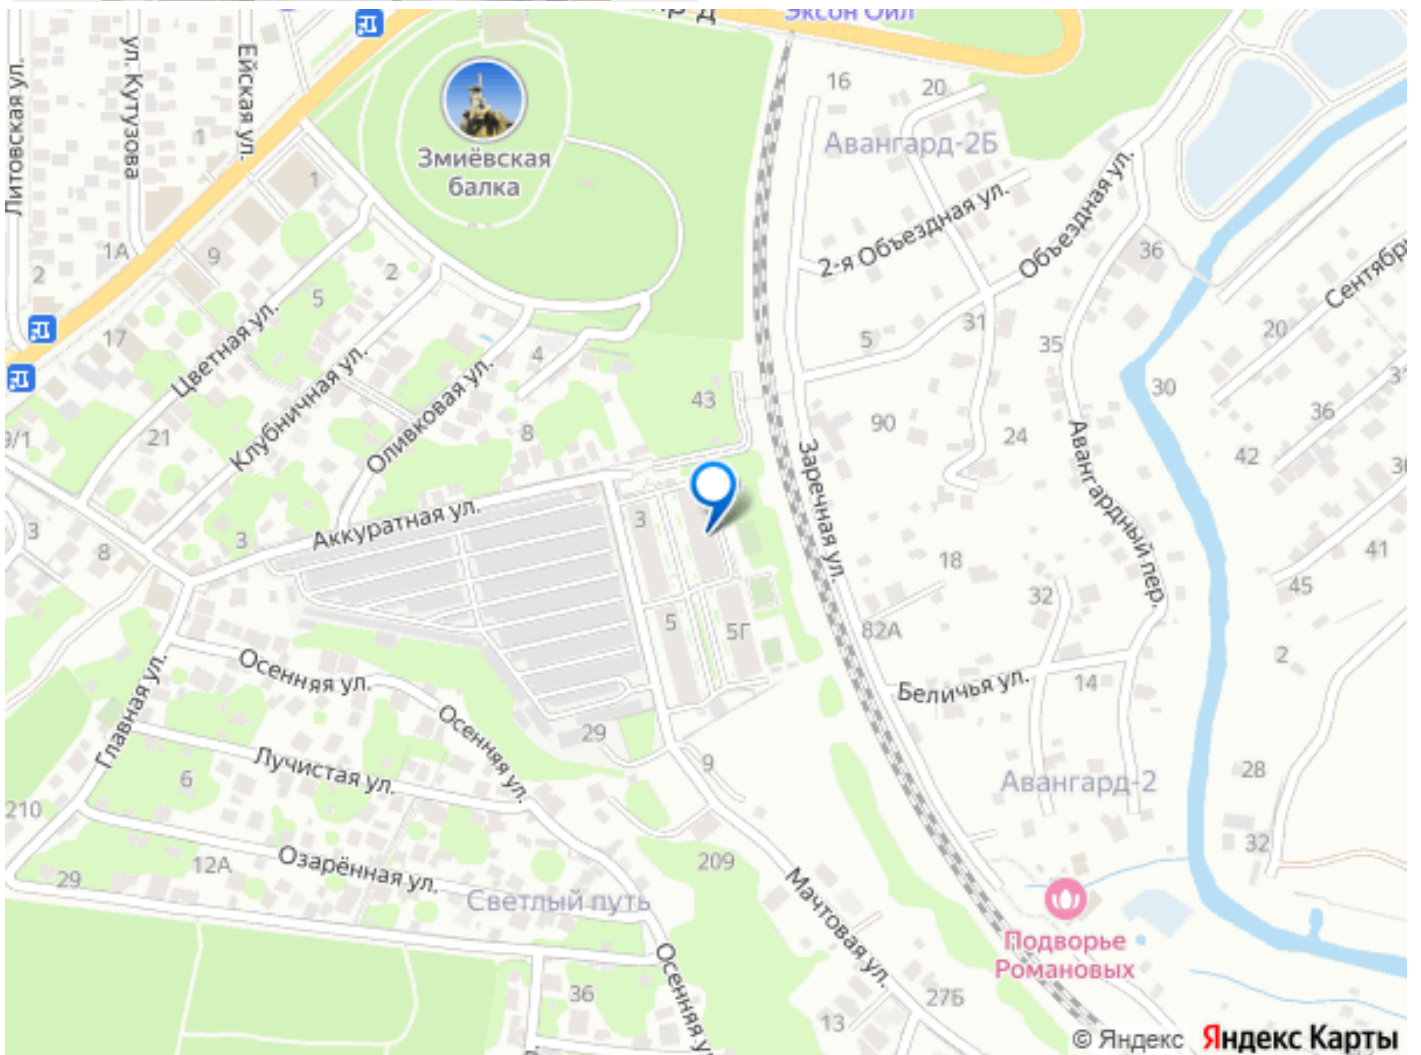 Эксон Ойл
Литовская ул.
ул. Кутузова
Ейская ул.
16
20
1
Змиёвская
балка
Авангард-2Б
1
1А
9
2
2
5
2-я Объездная ул.
Объездная ул.
36
Сентябрь
17
Цветная ул.
4
5
31
35
20
30
31
Клубничная ул.
Оливковая ул.
43
36
9/1
21
8
90
24
42
Заречная ул.
Авангардный пер.
3
8
3
Аккуратная ул.
3
18
41
45
32
5
5Г
82А
2
Осенняя ул.
Беличья ул.
14
Главная ул.
Осенняя ул.
29
9
Лучистая ул.
6
Авангард-2
28
210
32
12А
29
Озарённая ул.
209
Светлый путь
Мачтовая ул.
Подворье
Романовых
Осенняя у
36
27Б
13
© Яндекс
Яндекс Карты